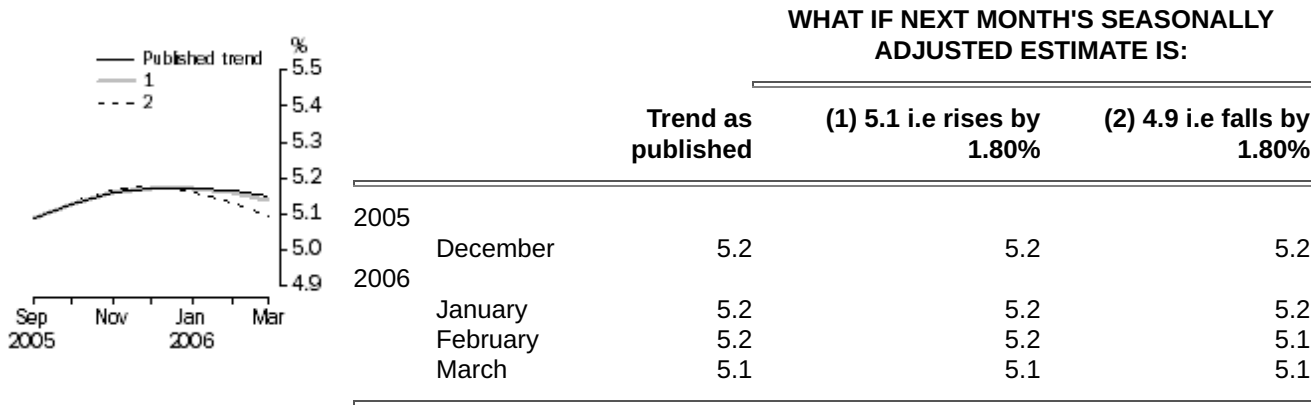 WHAT IF NEXT MONTH'S SEASONALLY
ADJUSTED ESTIMATE IS:
%
Published trend
1
2
5.5
5.4
5.3
5.2
5.1
5.0
4.9
Sep Nov Jan Mar
2005 2006
Trend as (1) 5.1 i.e rises by (2) 4.9 i.e falls by
published 1.80% 1.80%
2005
December 5.2 5.2 5.2
2006
January 5.2 5.2 5.2
February 5.2 5.2 5.1
March 5.1 5.1 5.1